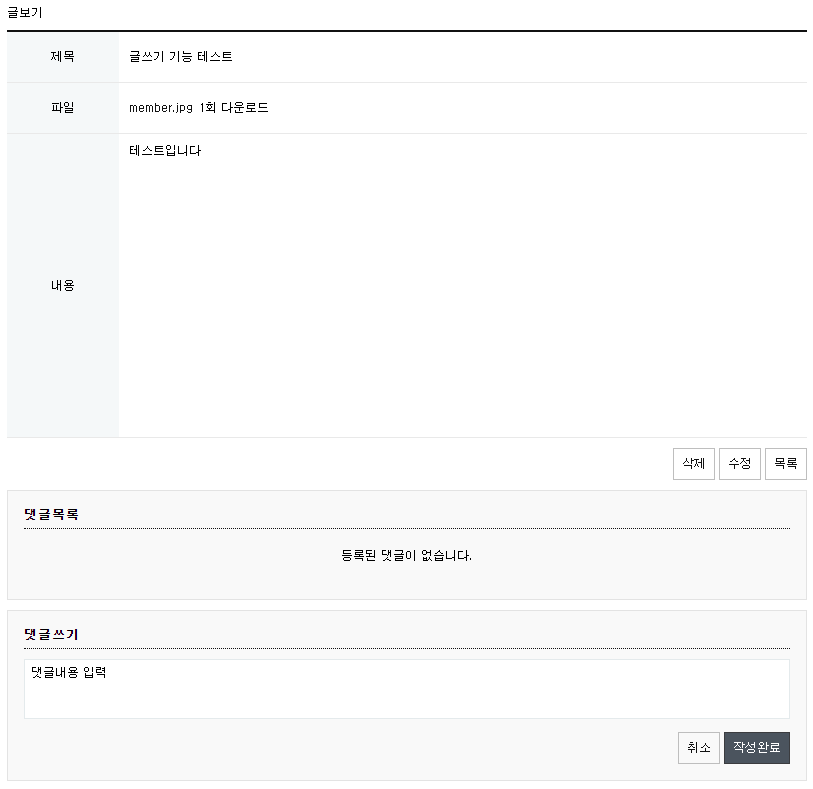 글보기
제목 글쓰기 기능 테스트
파일 member.jpg 1회 다운로드
내용 테스트입니다
삭제 수정 목록
댓글목록
등록된 댓글이 없습니다.
댓글쓰기
댓글내용 입력
취소 작성완료